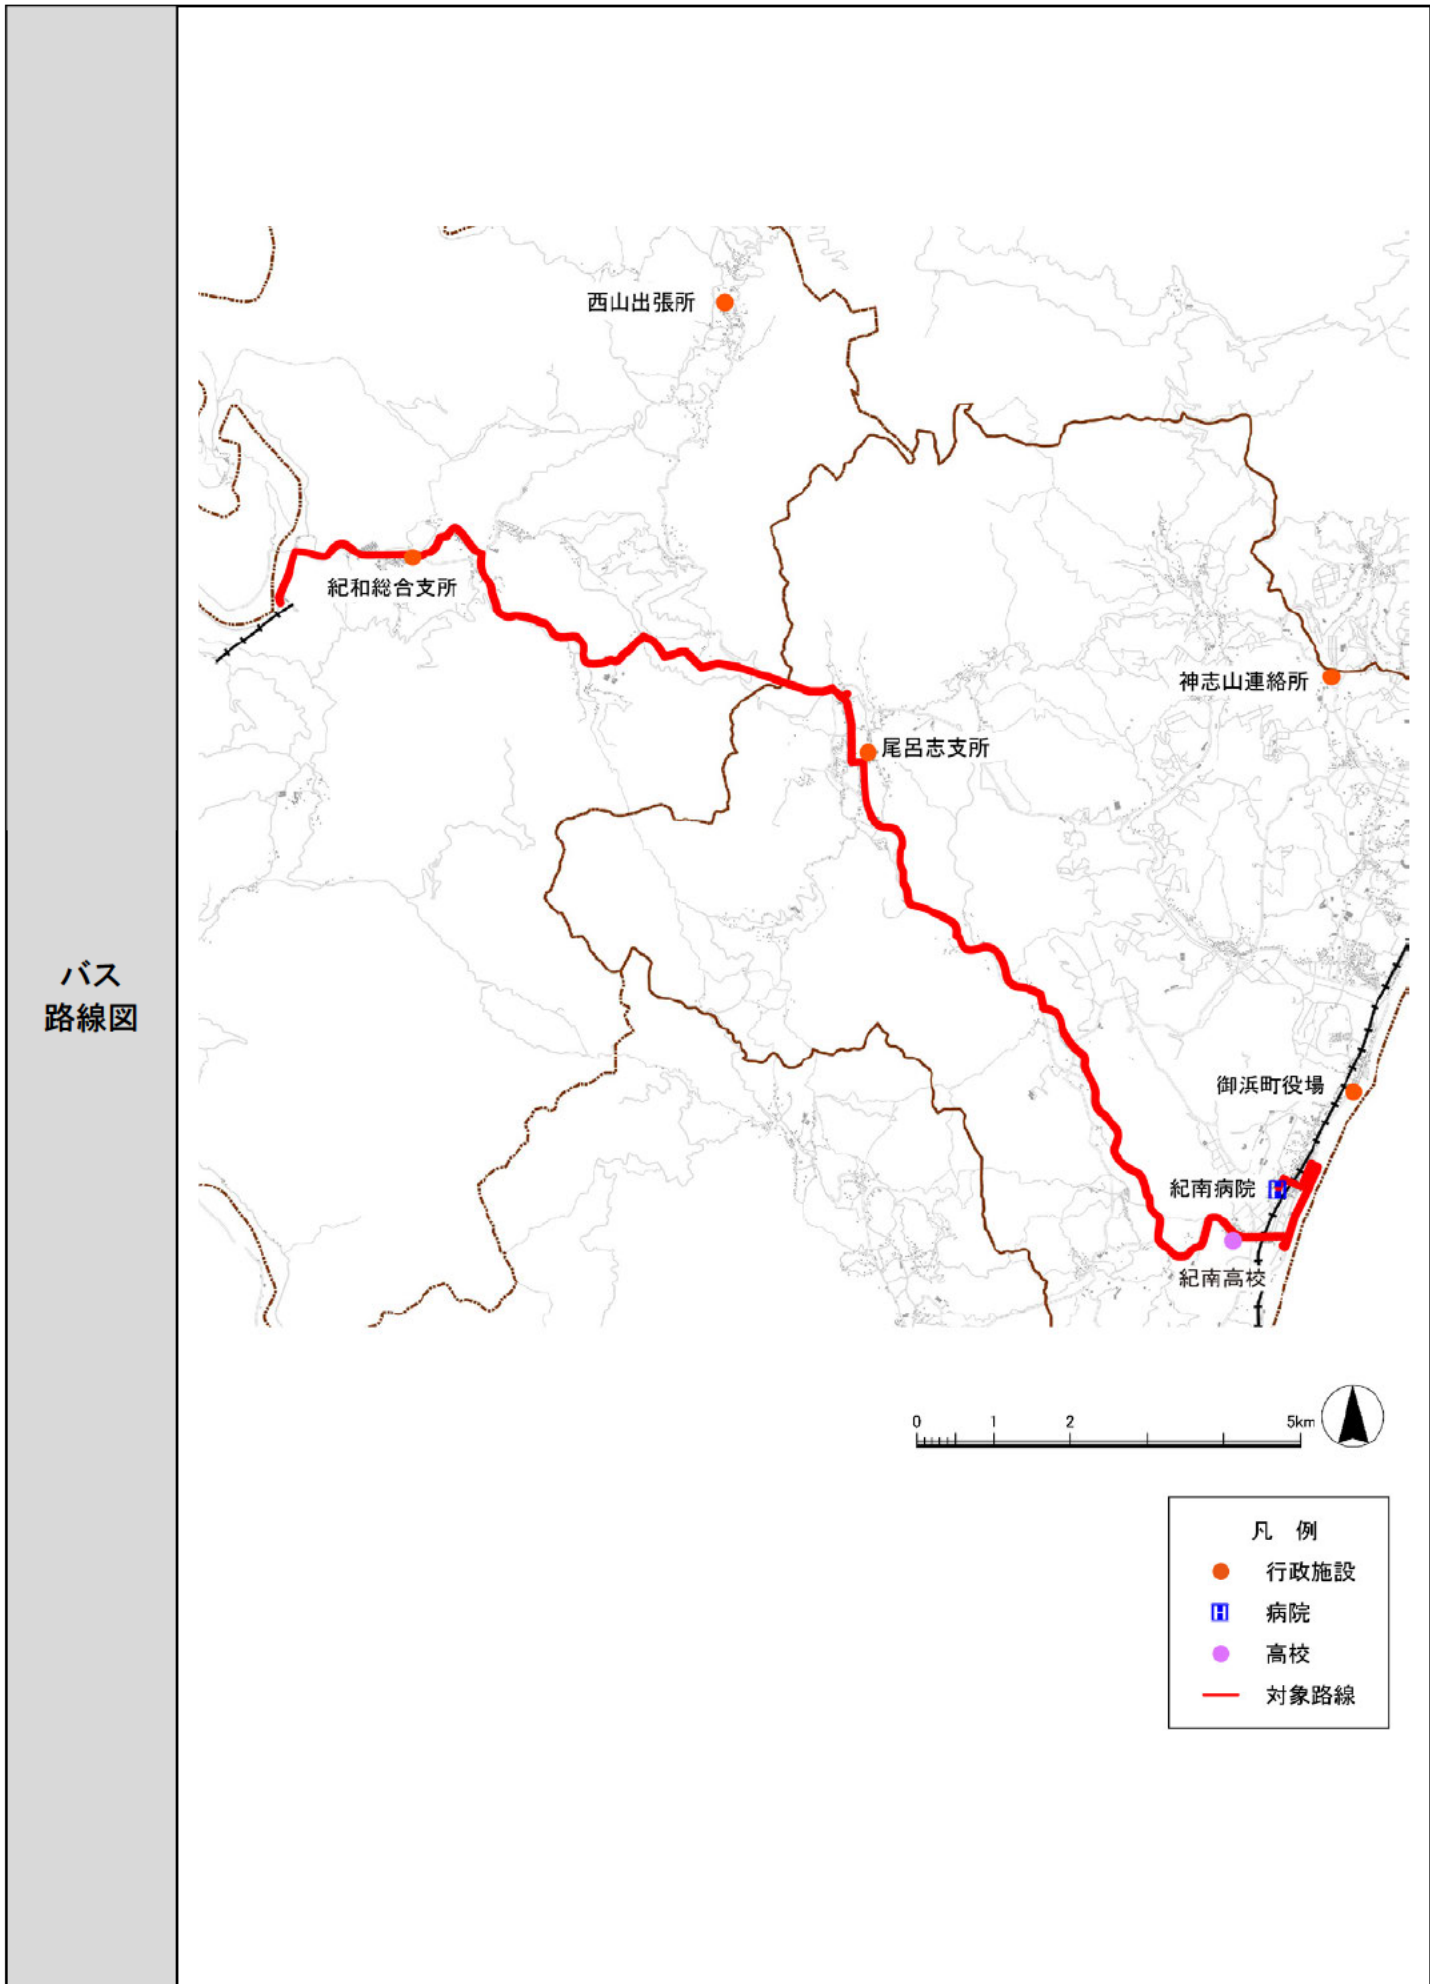 バス
路線図
西山出張所
紀和総合支所
神志山連絡所
尾呂志支所
御浜町役場
紀南病院
H
紀南高校
0 1 2 5km
凡 例
行政施設
H 病院
高校
対象路線